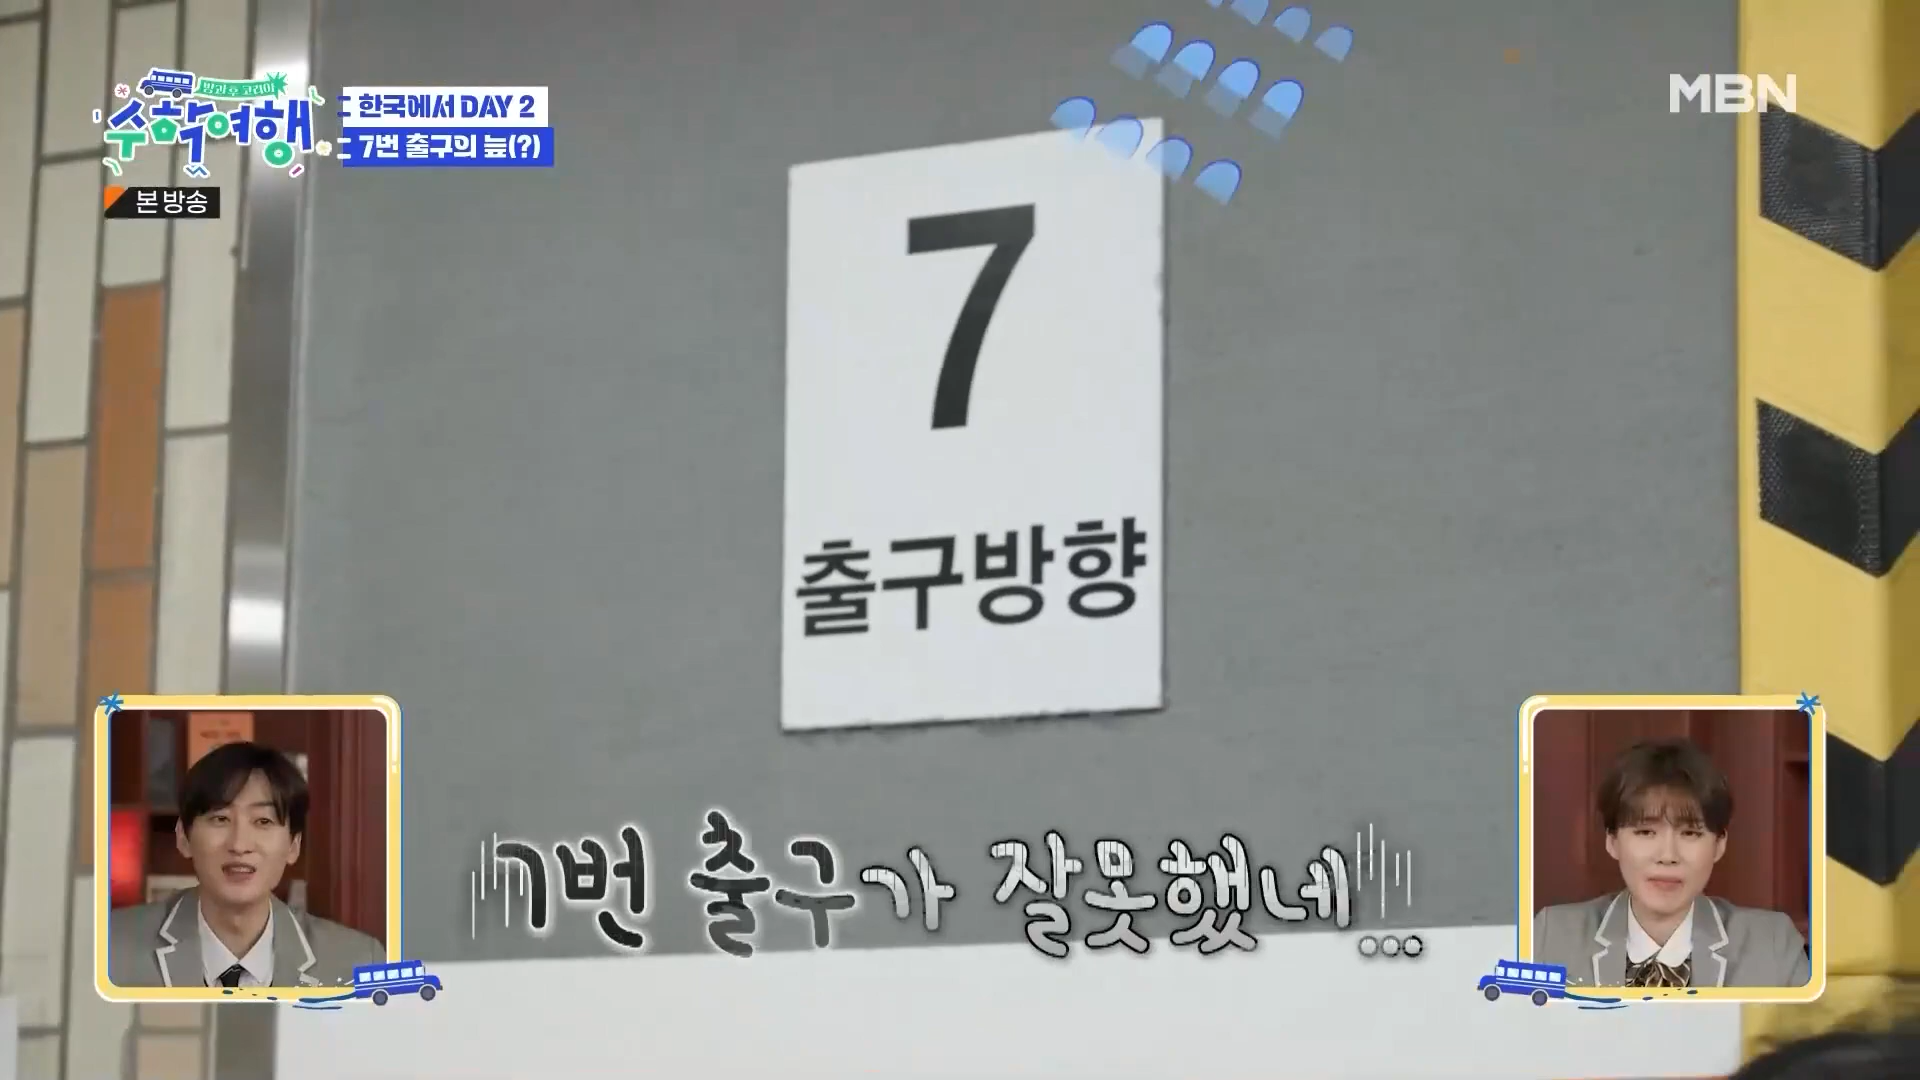 방과 후 코리아
수학여행
한국에서 DAY 2
7번 출구의 늪(?)
본 방송
MBN
7
출구방향
7번 출구가 잘못했네...